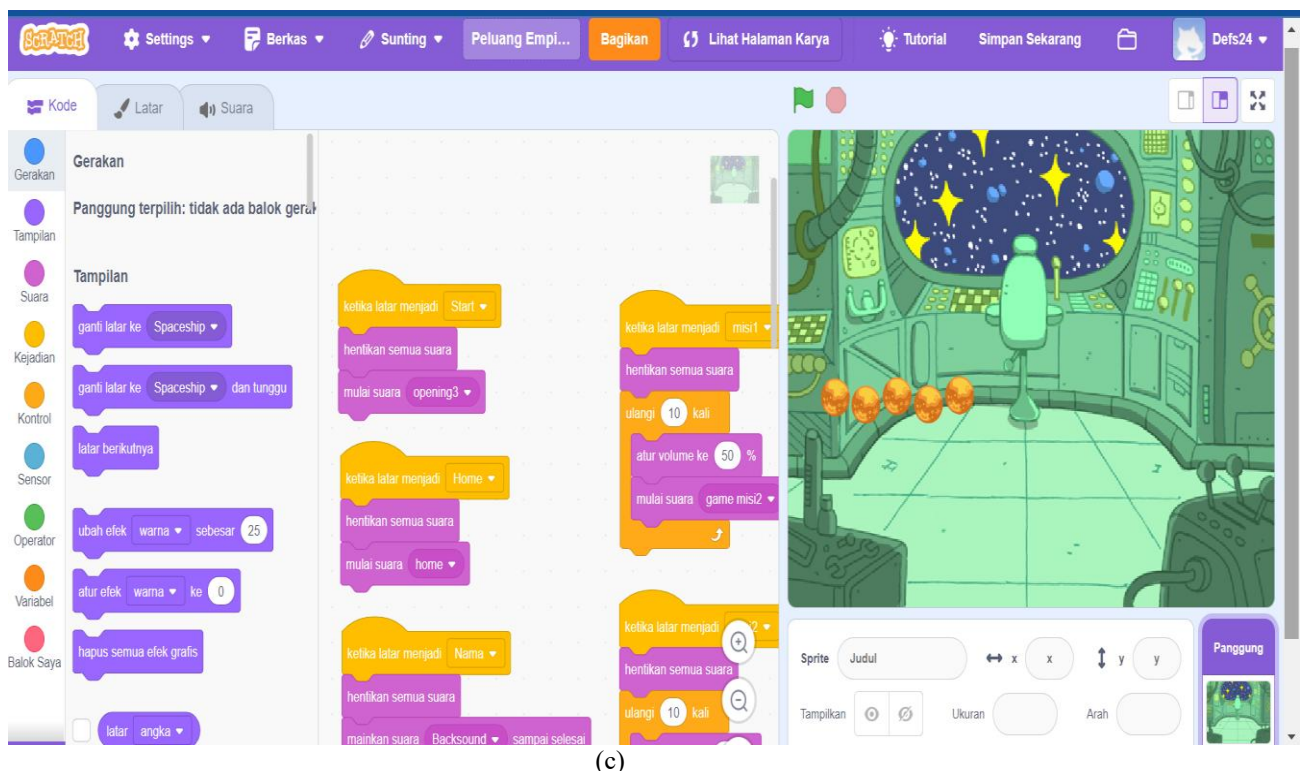 SCRATCH Settings Berkas Sunting Peluang Empi... Bagikan Lihat Halaman Karya Tutorial Simpan Sekarang Defs24
Kode Latar Suara
Gerakan
Tampilan
Suara
Kejadian
Kontrol
Sensor
Operator
Variabel
Balok Saya
Gerakan
Panggung terpilih: tidak ada balok gerak
Tampilan
ganti latar ke Spaceship
ganti latar ke Spaceship dan tunggu
latar berikutnya
ubah efek warna sebesar 25
atur efek warna ke 0
hapus semua efek grafis
latar angka
ketika latar menjadi Start
hentikan semua suara
mulai suara opening3
ketika latar menjadi Home
hentikan semua suara
mulai suara home
ketika latar menjadi Nama
hentikan semua suara
mainkan suara Backsound sampai selesai
ketika latar menjadi misi1
hentikan semua suara
ulangi 10 kali
atur volume ke 50 %
mulai suara game misi2
ketika latar menjadi
hentikan semua suara
ulangi 10 kali
Sprite Judul x x y y
Tampilkan Ukuran Arah
Panggung
(c)